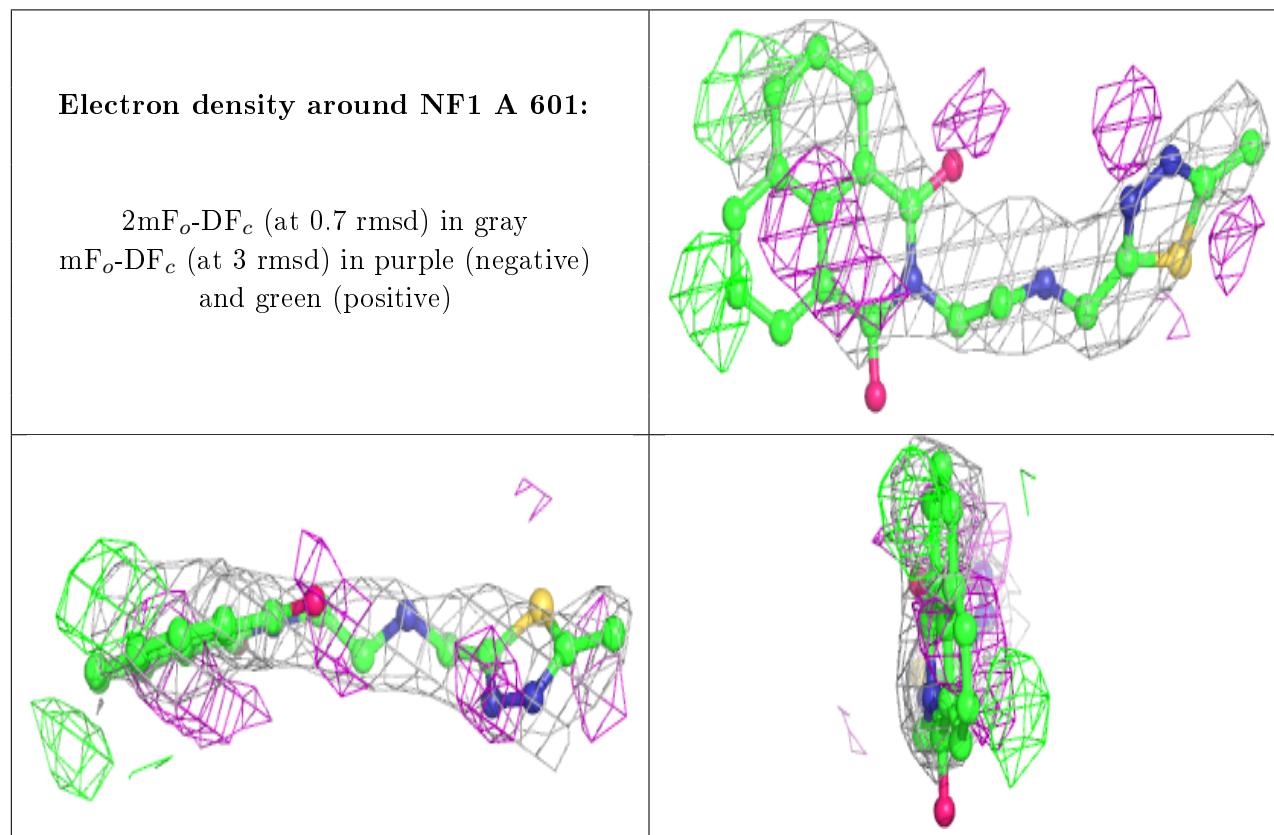 Electron density around NF1 A 601:
2mFo-DFc (at 0.7 rmsd) in gray
mFo-DFc (at 3 rmsd) in purple (negative)
and green (positive)